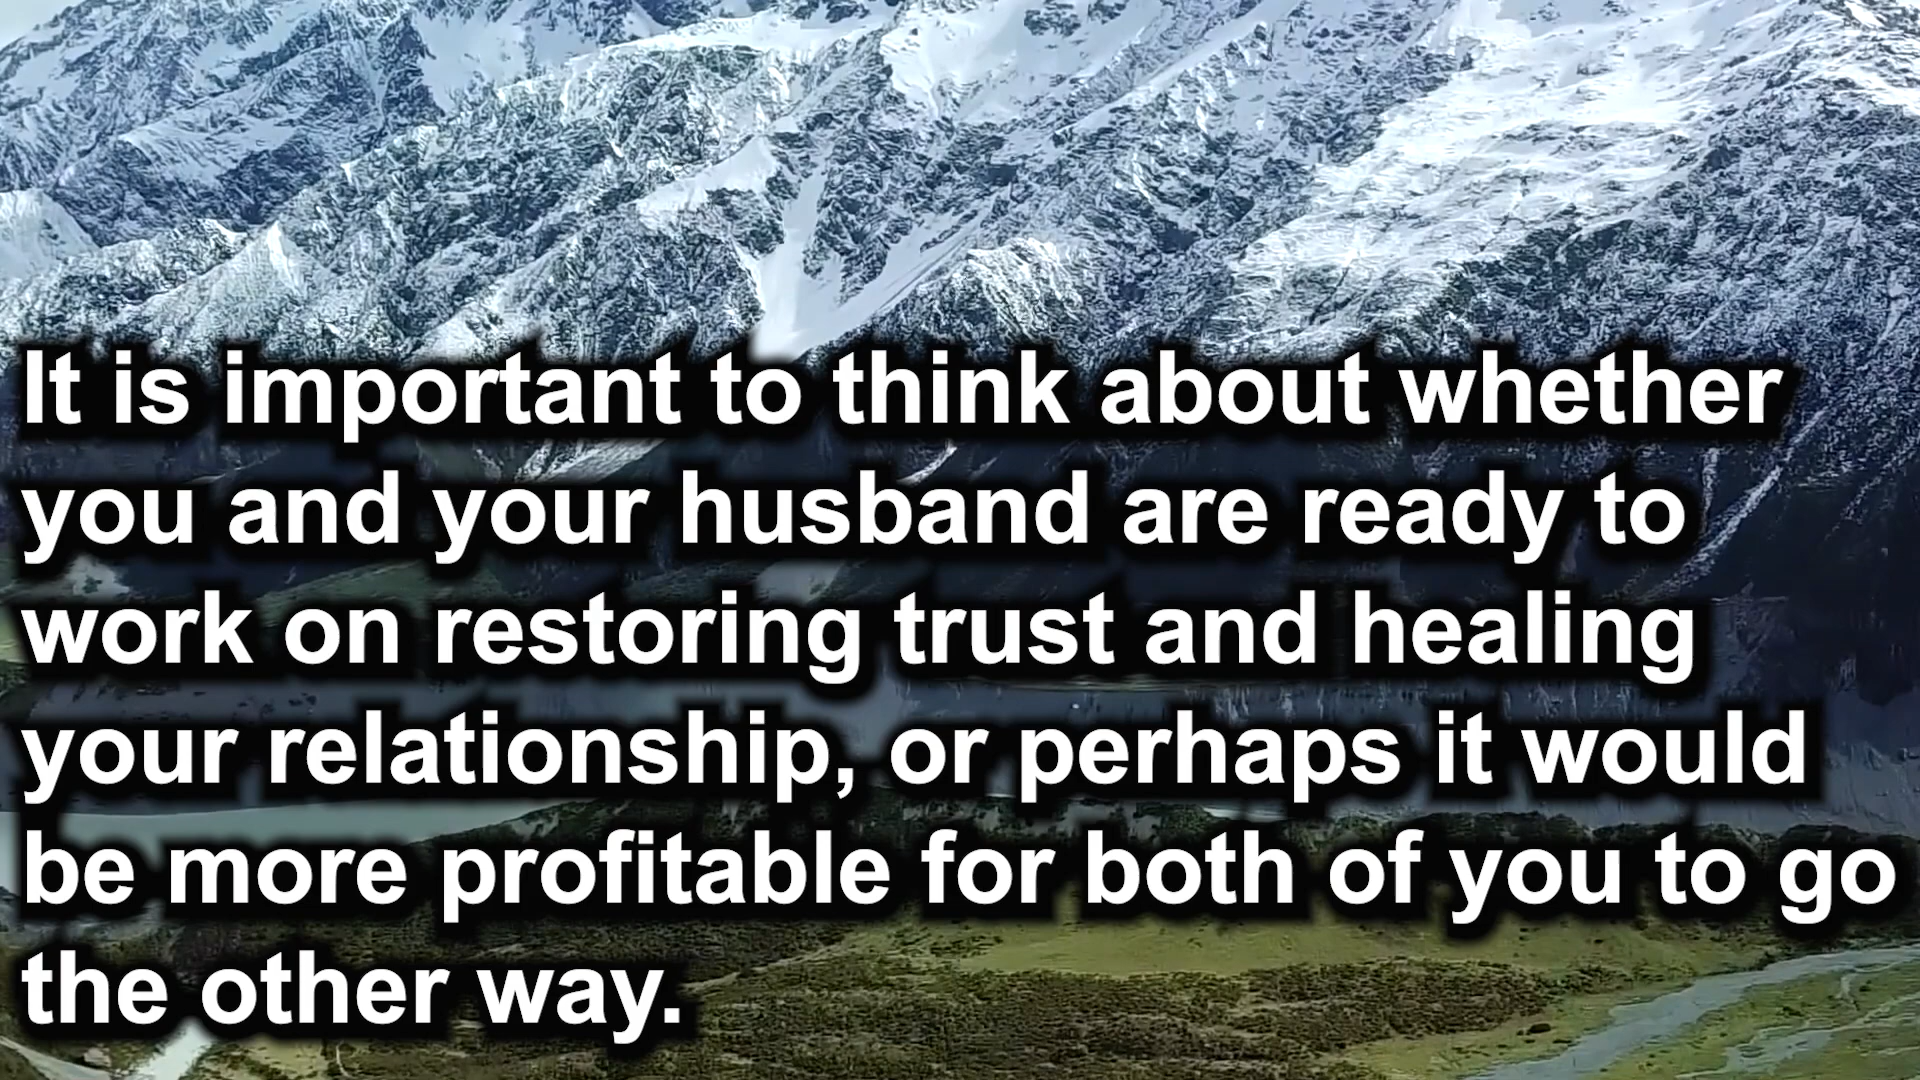 It is important to think about whether
you and your husband are ready to
work on restoring trust and healing
your relationship, or perhaps it would
be more profitable for both of you to go
the other way.